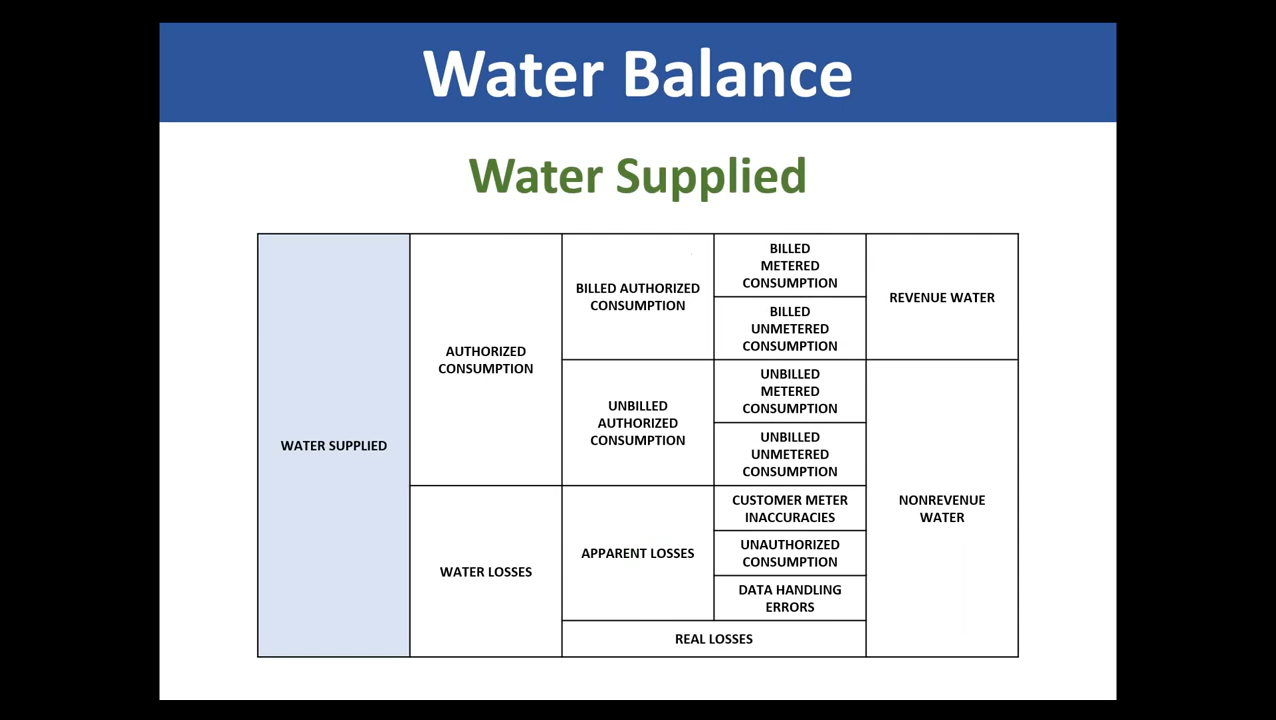 Water Balance
Water Supplied
WATER SUPPLIED
AUTHORIZED
CONSUMPTION
BILLED AUTHORIZED
CONSUMPTION
BILLED
METERED
CONSUMPTION
BILLED
UNMETERED
CONSUMPTION
REVENUE WATER
UNBILLED
AUTHORIZED
CONSUMPTION
UNBILLED
METERED
CONSUMPTION
UNBILLED
UNMETERED
CONSUMPTION
NONREVENUE
WATER
WATER LOSSES
APPARENT LOSSES
CUSTOMER METER
INACCURACIES
UNAUTHORIZED
CONSUMPTION
DATA HANDLING
ERRORS
REAL LOSSES